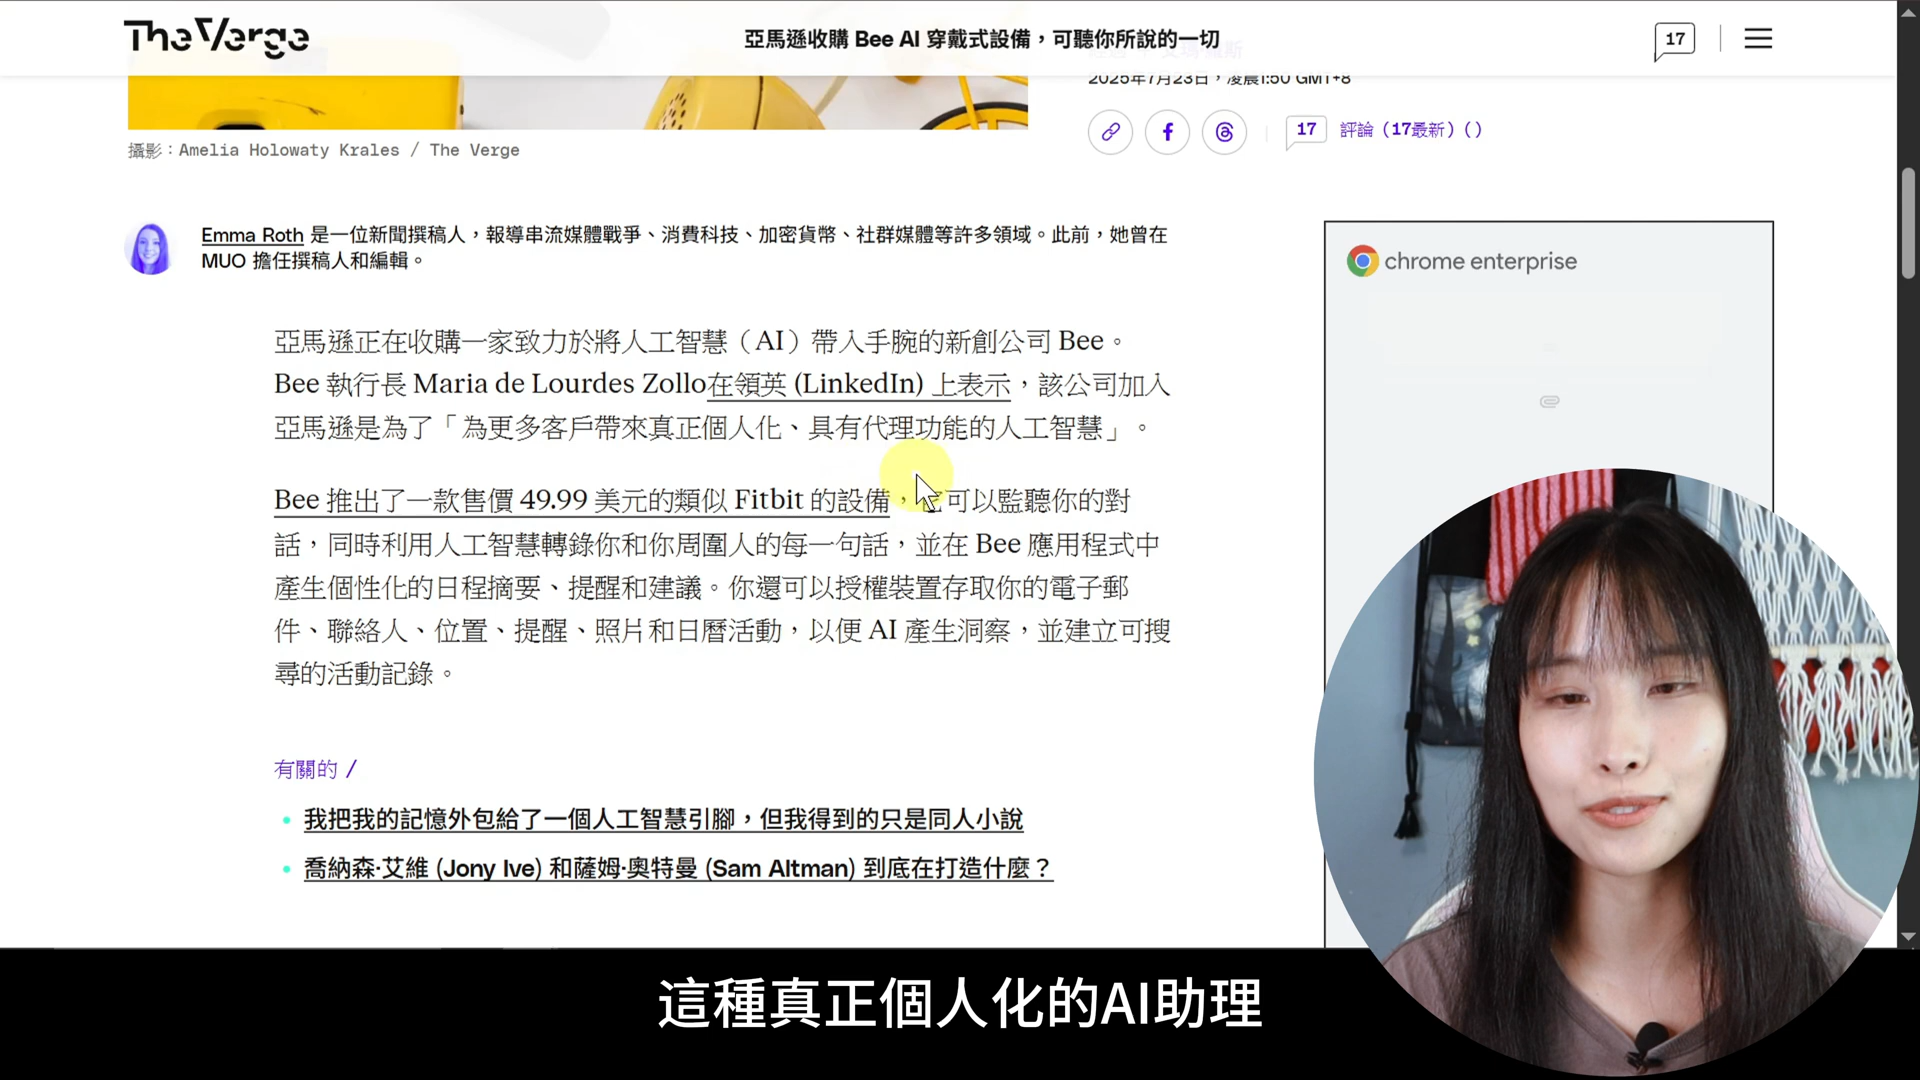 The Verge
亞馬遜收購 Bee AI 穿戴式設備，可聽你所說的一切
17
2025年7月23日，凌晨1:50 GMT+8
17
評論（17最新）()
攝影：Amelia Holowaty Krales / The Verge
Emma Roth 是一位新聞撰稿人，報導串流媒體戰爭、消費科技、加密貨幣、社群媒體等許多領域。此前，她曾在
MUO 擔任撰稿人和編輯。
chrome enterprise
亞馬遜正在收購一家致力於將人工智慧（AI）帶入手腕的新創公司 Bee。
Bee 執行長 Maria de Lourdes Zollo在領英 (LinkedIn) 上表示，該公司加入
亞馬遜是為了「為更多客戶帶來真正個人化、具有代理功能的人工智慧」。
Bee 推出了一款售價 49.99 美元的類似 Fitbit 的設備，它可以監聽你的對
話，同時利用人工智慧轉錄你和你周圍人的每一句話，並在 Bee 應用程式中
產生個性化的日程摘要、提醒和建議。你還可以授權裝置存取你的電子郵
件、聯絡人、位置、提醒、照片和日曆活動，以便 AI 產生洞察，並建立可搜
尋的活動記錄。
有關的 /
我把我的記憶外包給了一個人工智慧引腳，但我得到的只是同人小說
喬納森·艾維 (Jony Ive) 和薩姆·奧特曼 (Sam Altman) 到底在打造什麼？
這種真正個人化的AI助理